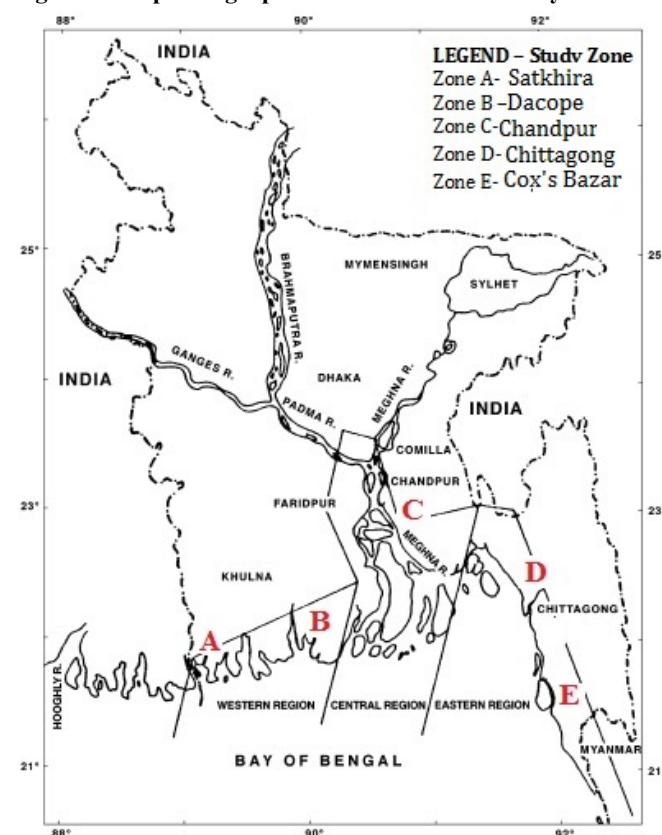 88°
90°
92°
INDIA
LEGEND – Study Zone
Zone A- Satkhira
Zone B –Dacope
Zone C-Chandpur
Zone D- Chittagong
Zone E- Cox's Bazar
25°
25
MYMENSINGH
SYLHET
BRAHMAPUTRA R.
GANGES R.
INDIA
DHAKA
MEGHNA R.
INDIA
PADMA R.
COMILLA
CHANDPUR
23°
23
FARIDPUR
C
MEGHNA R.
KHULNA
D
B
CHITTAGONG
A
HOOGHLY R.
WESTERN REGION
CENTRAL REGION
EASTERN REGION
E
MYANMAR
21°
BAY OF BENGAL
21
88°
90°
92°